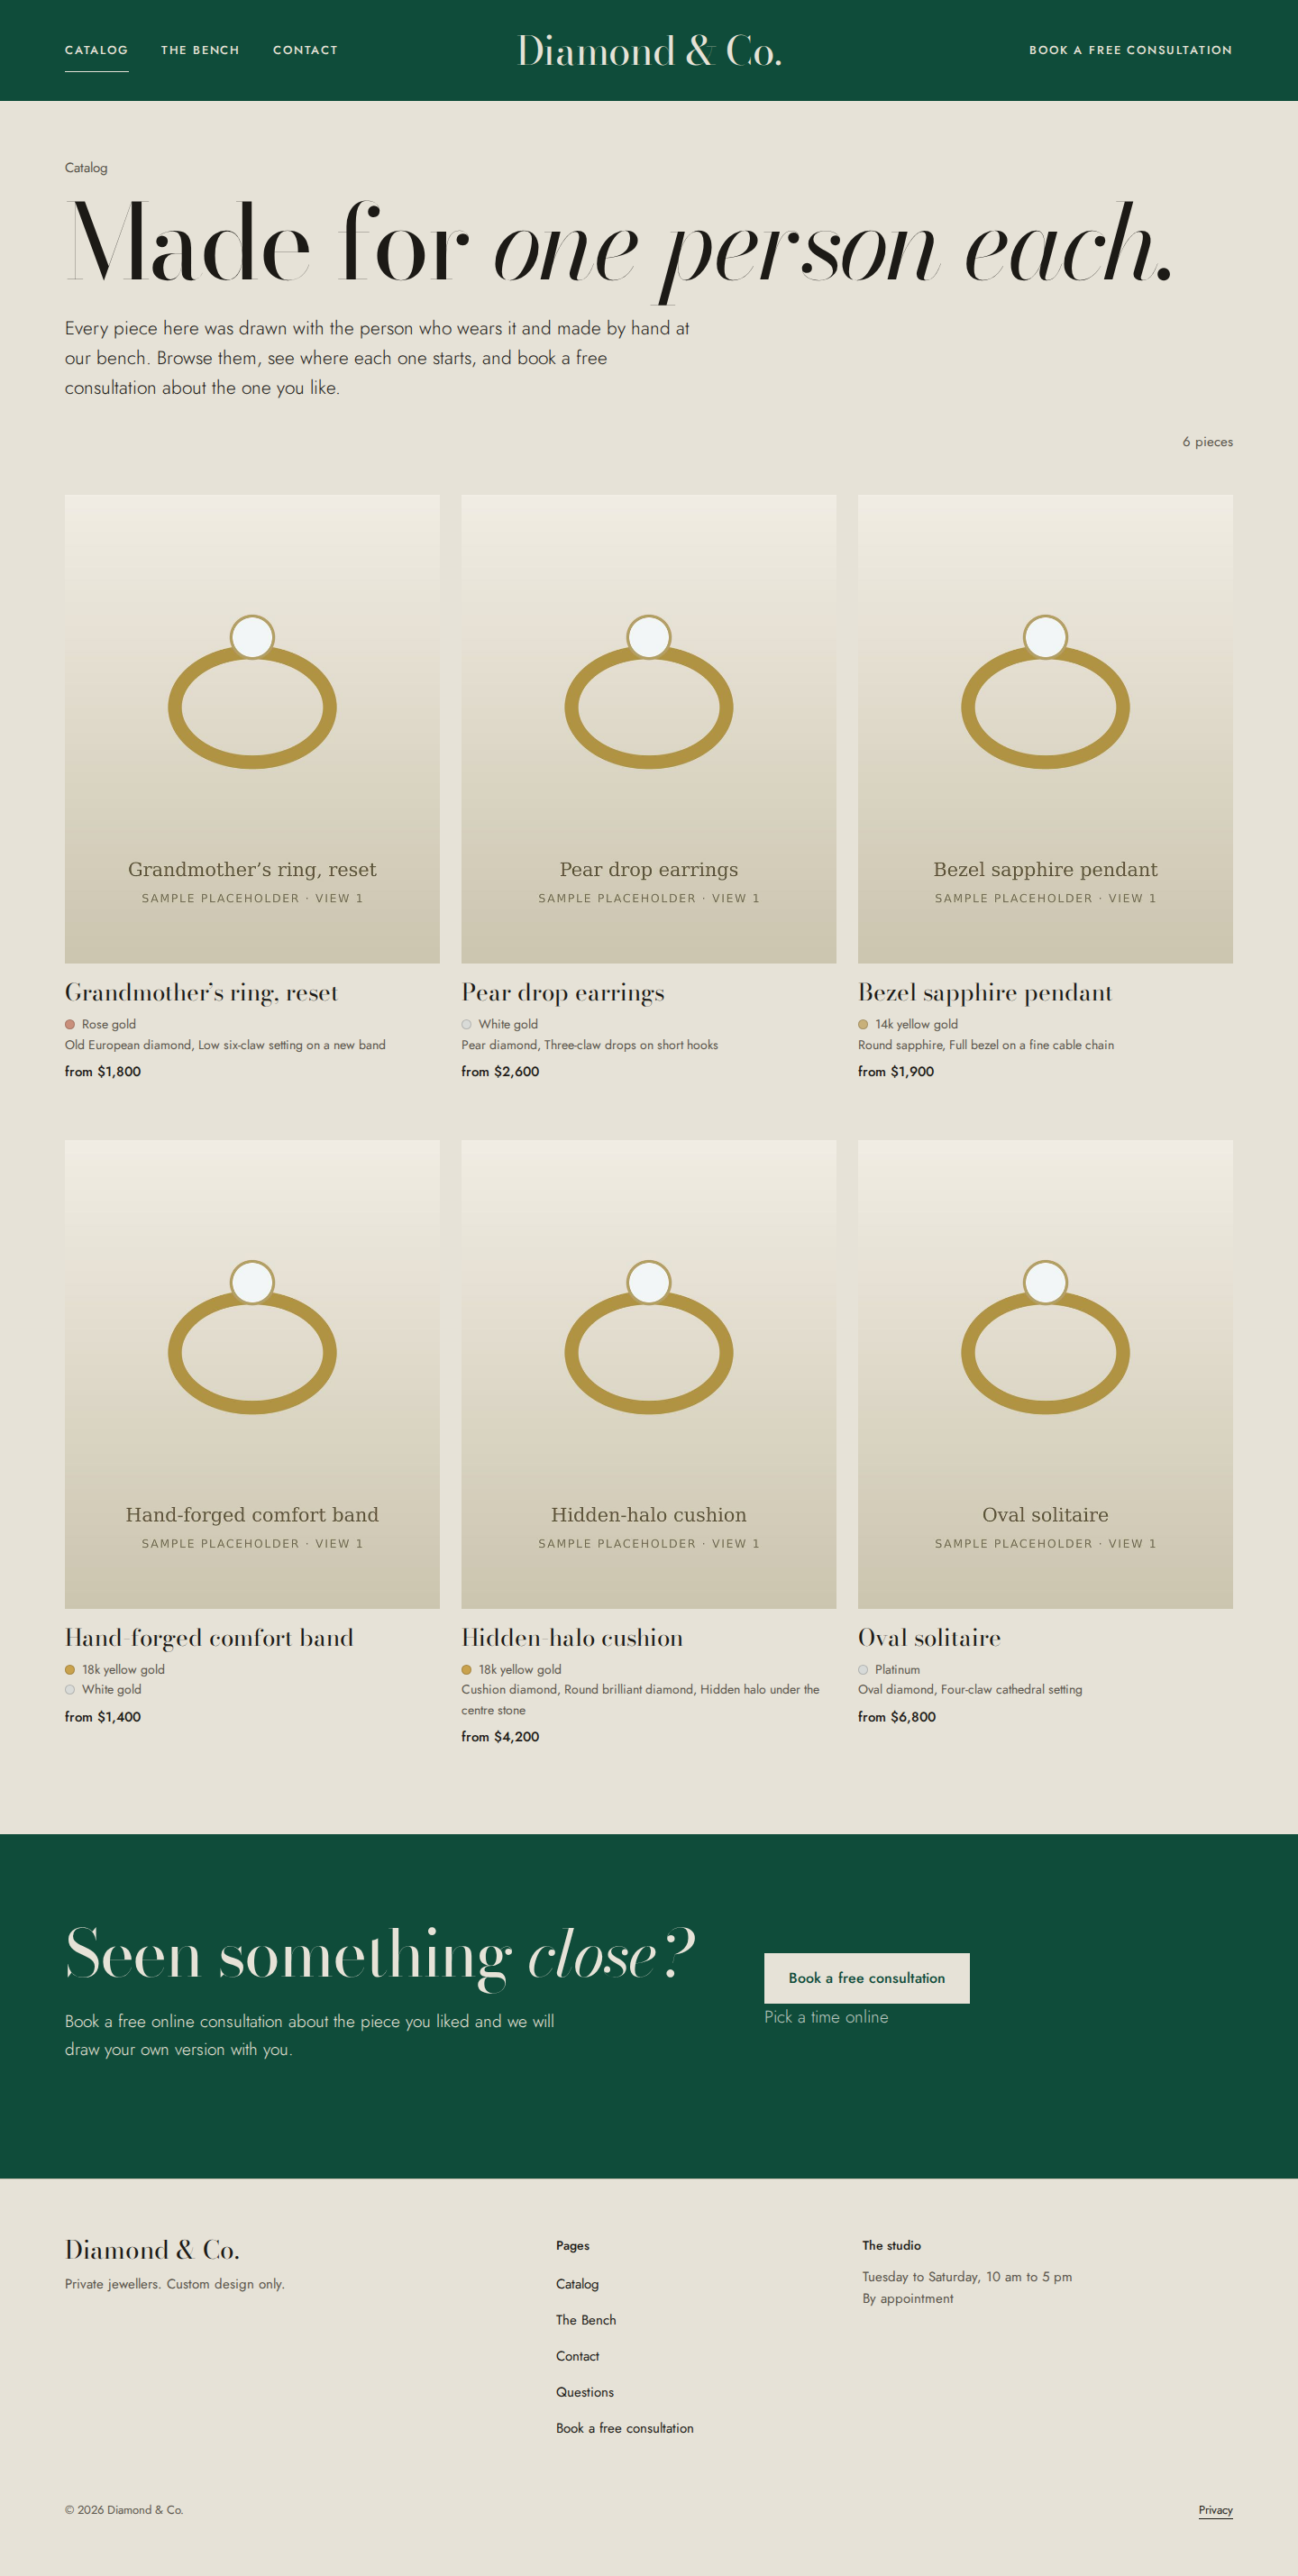 CATALOG THE BENCH CONTACT Diamond & Co. BOOK A FREE CONSULTATION
Catalog
Made for one person each.
Every piece here was drawn with the person who wears it and made by hand at
our bench. Browse them, see where each one starts, and book a free
consultation about the one you like.
6 pieces
Grandmother’s ring, reset
SAMPLE PLACEHOLDER · VIEW 1
Grandmother’s ring, reset
Rose gold
Old European diamond, Low six-claw setting on a new band
from $1,800
Pear drop earrings
SAMPLE PLACEHOLDER · VIEW 1
Pear drop earrings
White gold
Pear diamond, Three-claw drops on short hooks
from $2,600
Bezel sapphire pendant
SAMPLE PLACEHOLDER · VIEW 1
Bezel sapphire pendant
14k yellow gold
Round sapphire, Full bezel on a fine cable chain
from $1,900
Hand-forged comfort band
SAMPLE PLACEHOLDER · VIEW 1
Hand-forged comfort band
18k yellow gold
White gold
from $1,400
Hidden-halo cushion
SAMPLE PLACEHOLDER · VIEW 1
Hidden-halo cushion
18k yellow gold
Cushion diamond, Round brilliant diamond, Hidden halo under the
centre stone
from $4,200
Oval solitaire
SAMPLE PLACEHOLDER · VIEW 1
Oval solitaire
Platinum
Oval diamond, Four-claw cathedral setting
from $6,800
Seen something close?
Book a free online consultation about the piece you liked and we will
draw your own version with you.
Book a free consultation
Pick a time online
Diamond & Co.
Private jewellers. Custom design only.
Pages
Catalog
The Bench
Contact
Questions
Book a free consultation
The studio
Tuesday to Saturday, 10 am to 5 pm
By appointment
© 2026 Diamond & Co.
Privacy